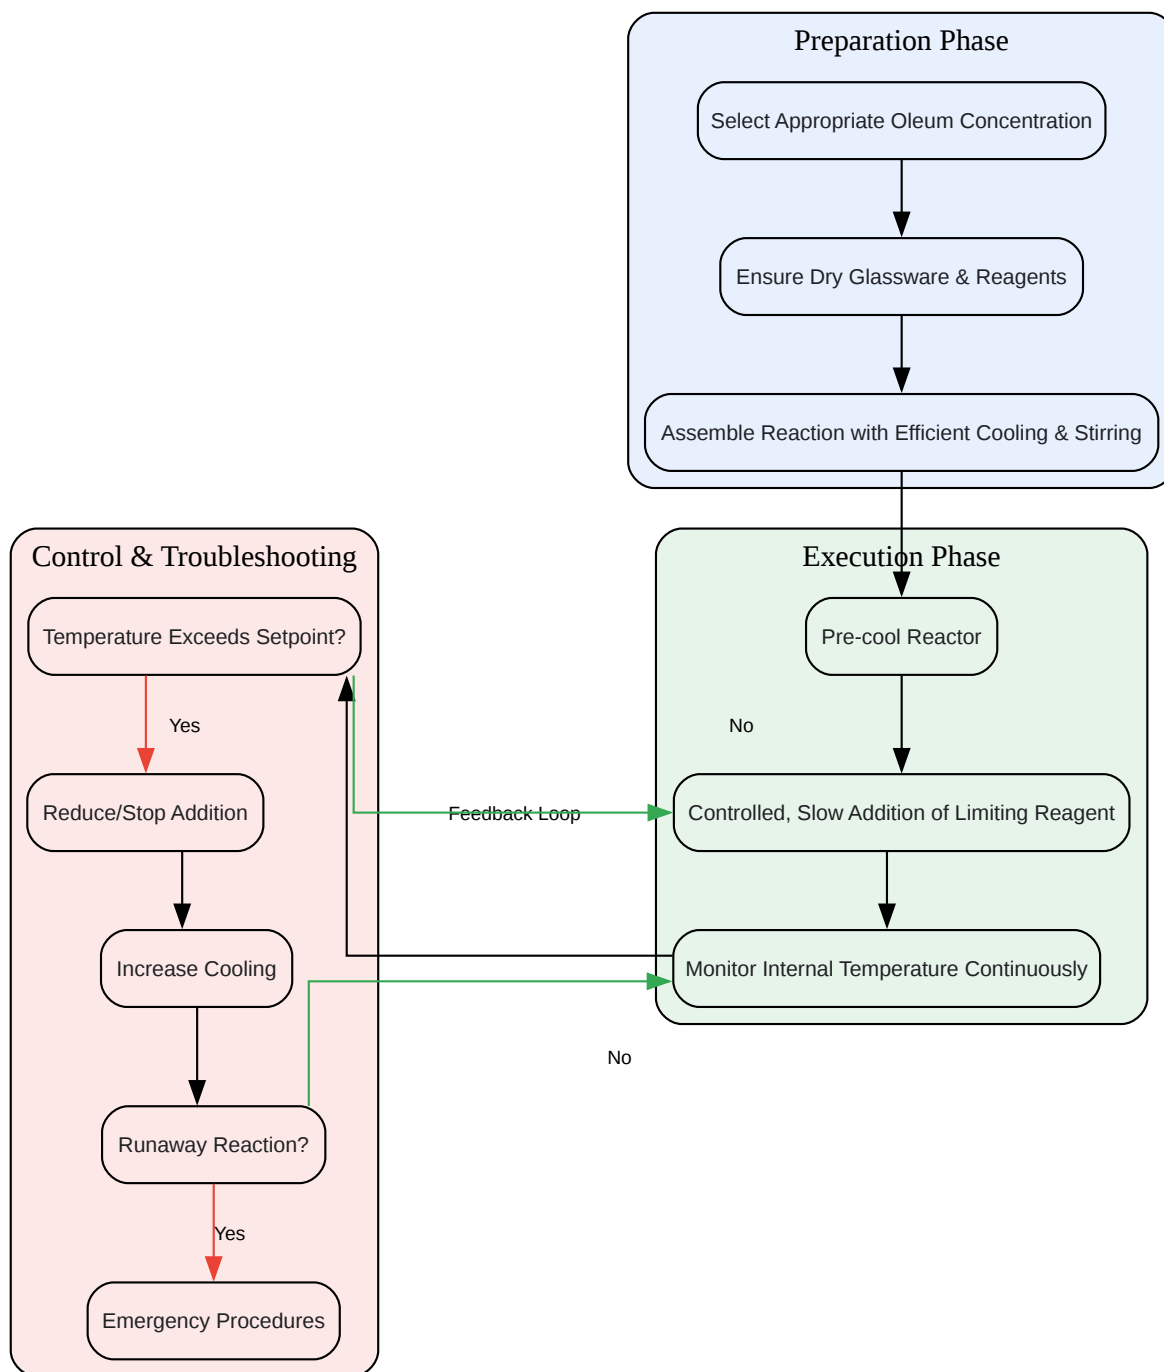 Preparation Phase
Select Appropriate Oleum Concentration
Ensure Dry Glassware & Reagents
Assemble Reaction with Efficient Cooling & Stirring
Control & Troubleshooting
Execution Phase
Temperature Exceeds Setpoint?
Pre-cool Reactor
Yes
No
Reduce/Stop Addition
Feedback Loop
Controlled, Slow Addition of Limiting Reagent
Increase Cooling
Monitor Internal Temperature Continuously
No
Runaway Reaction?
Yes
Emergency Procedures